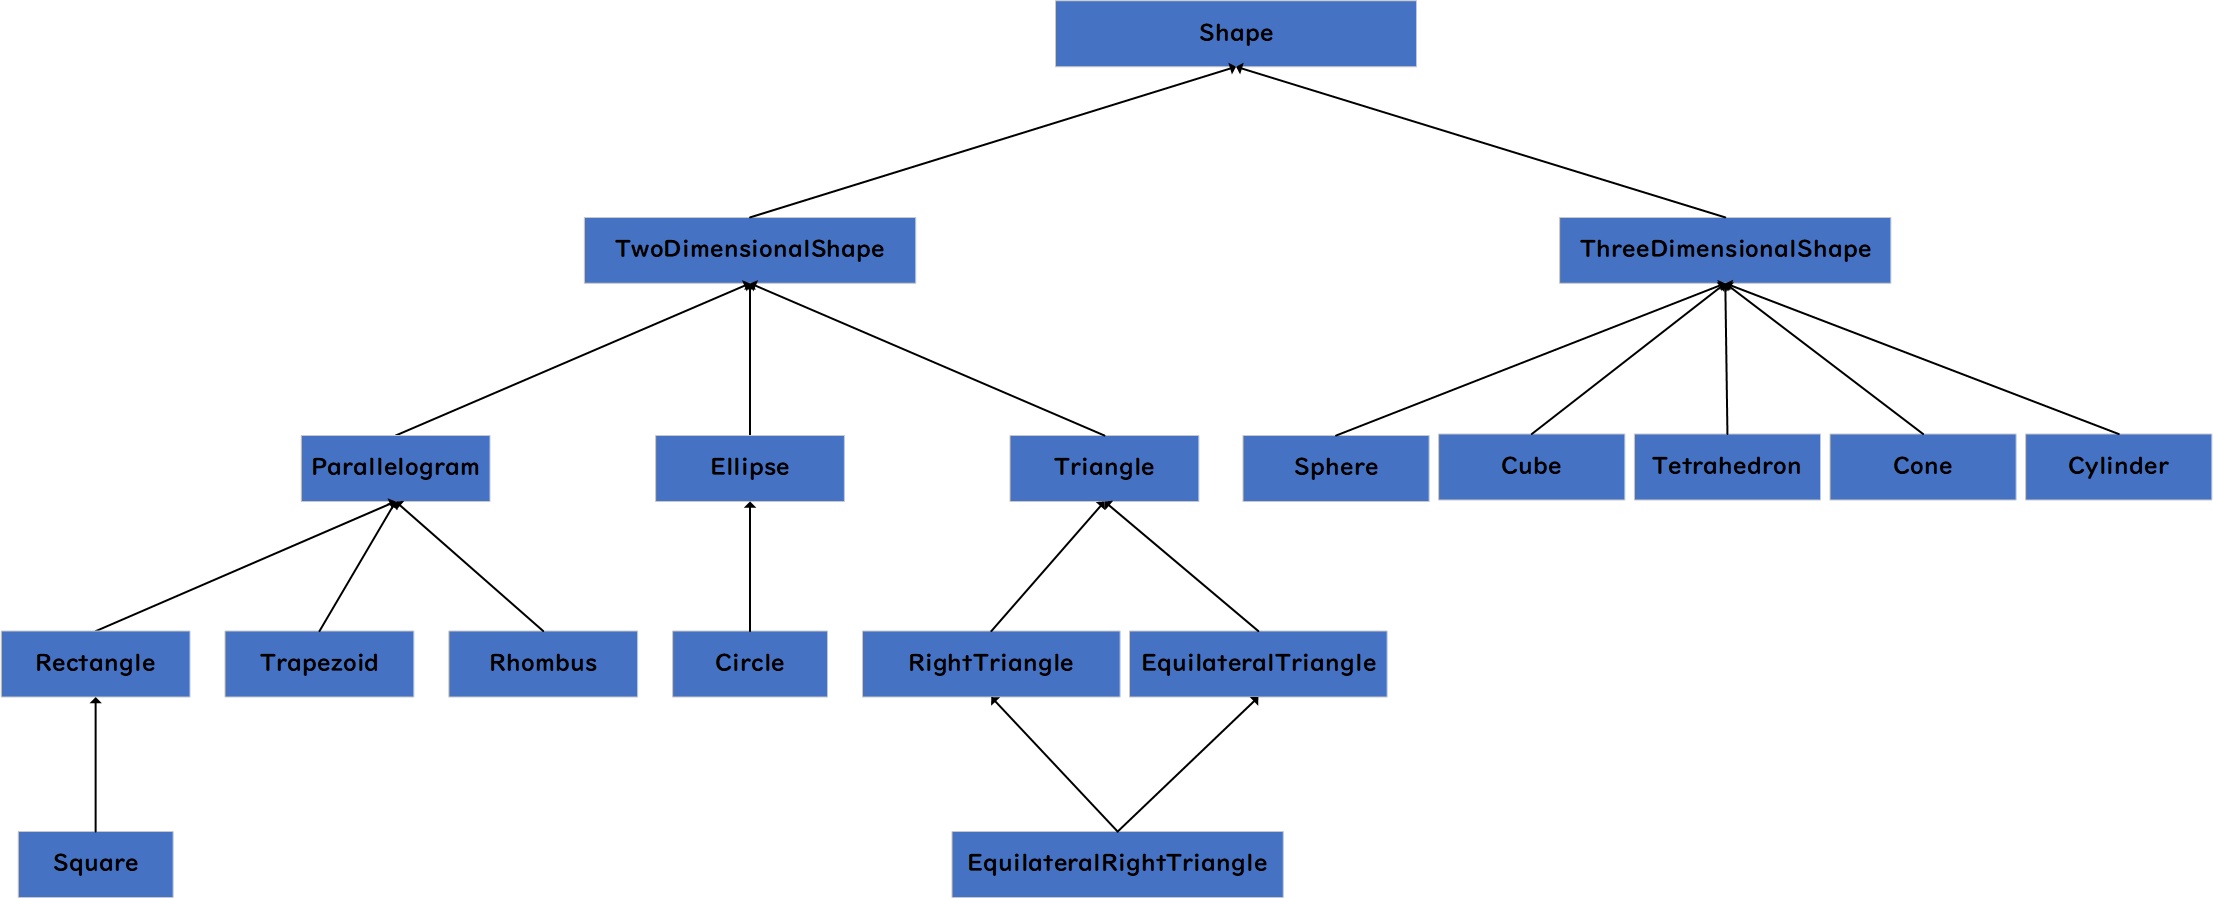 Shape
TwoDimensionalShape
ThreeDimensionalShape
Parallelogram
Ellipse
Triangle
Sphere
Cube
Tetrahedron
Cone
Cylinder
Rectangle
Trapezoid
Rhombus
Circle
RightTriangle
EquilateralTriangle
Square
EquilateralRightTriangle